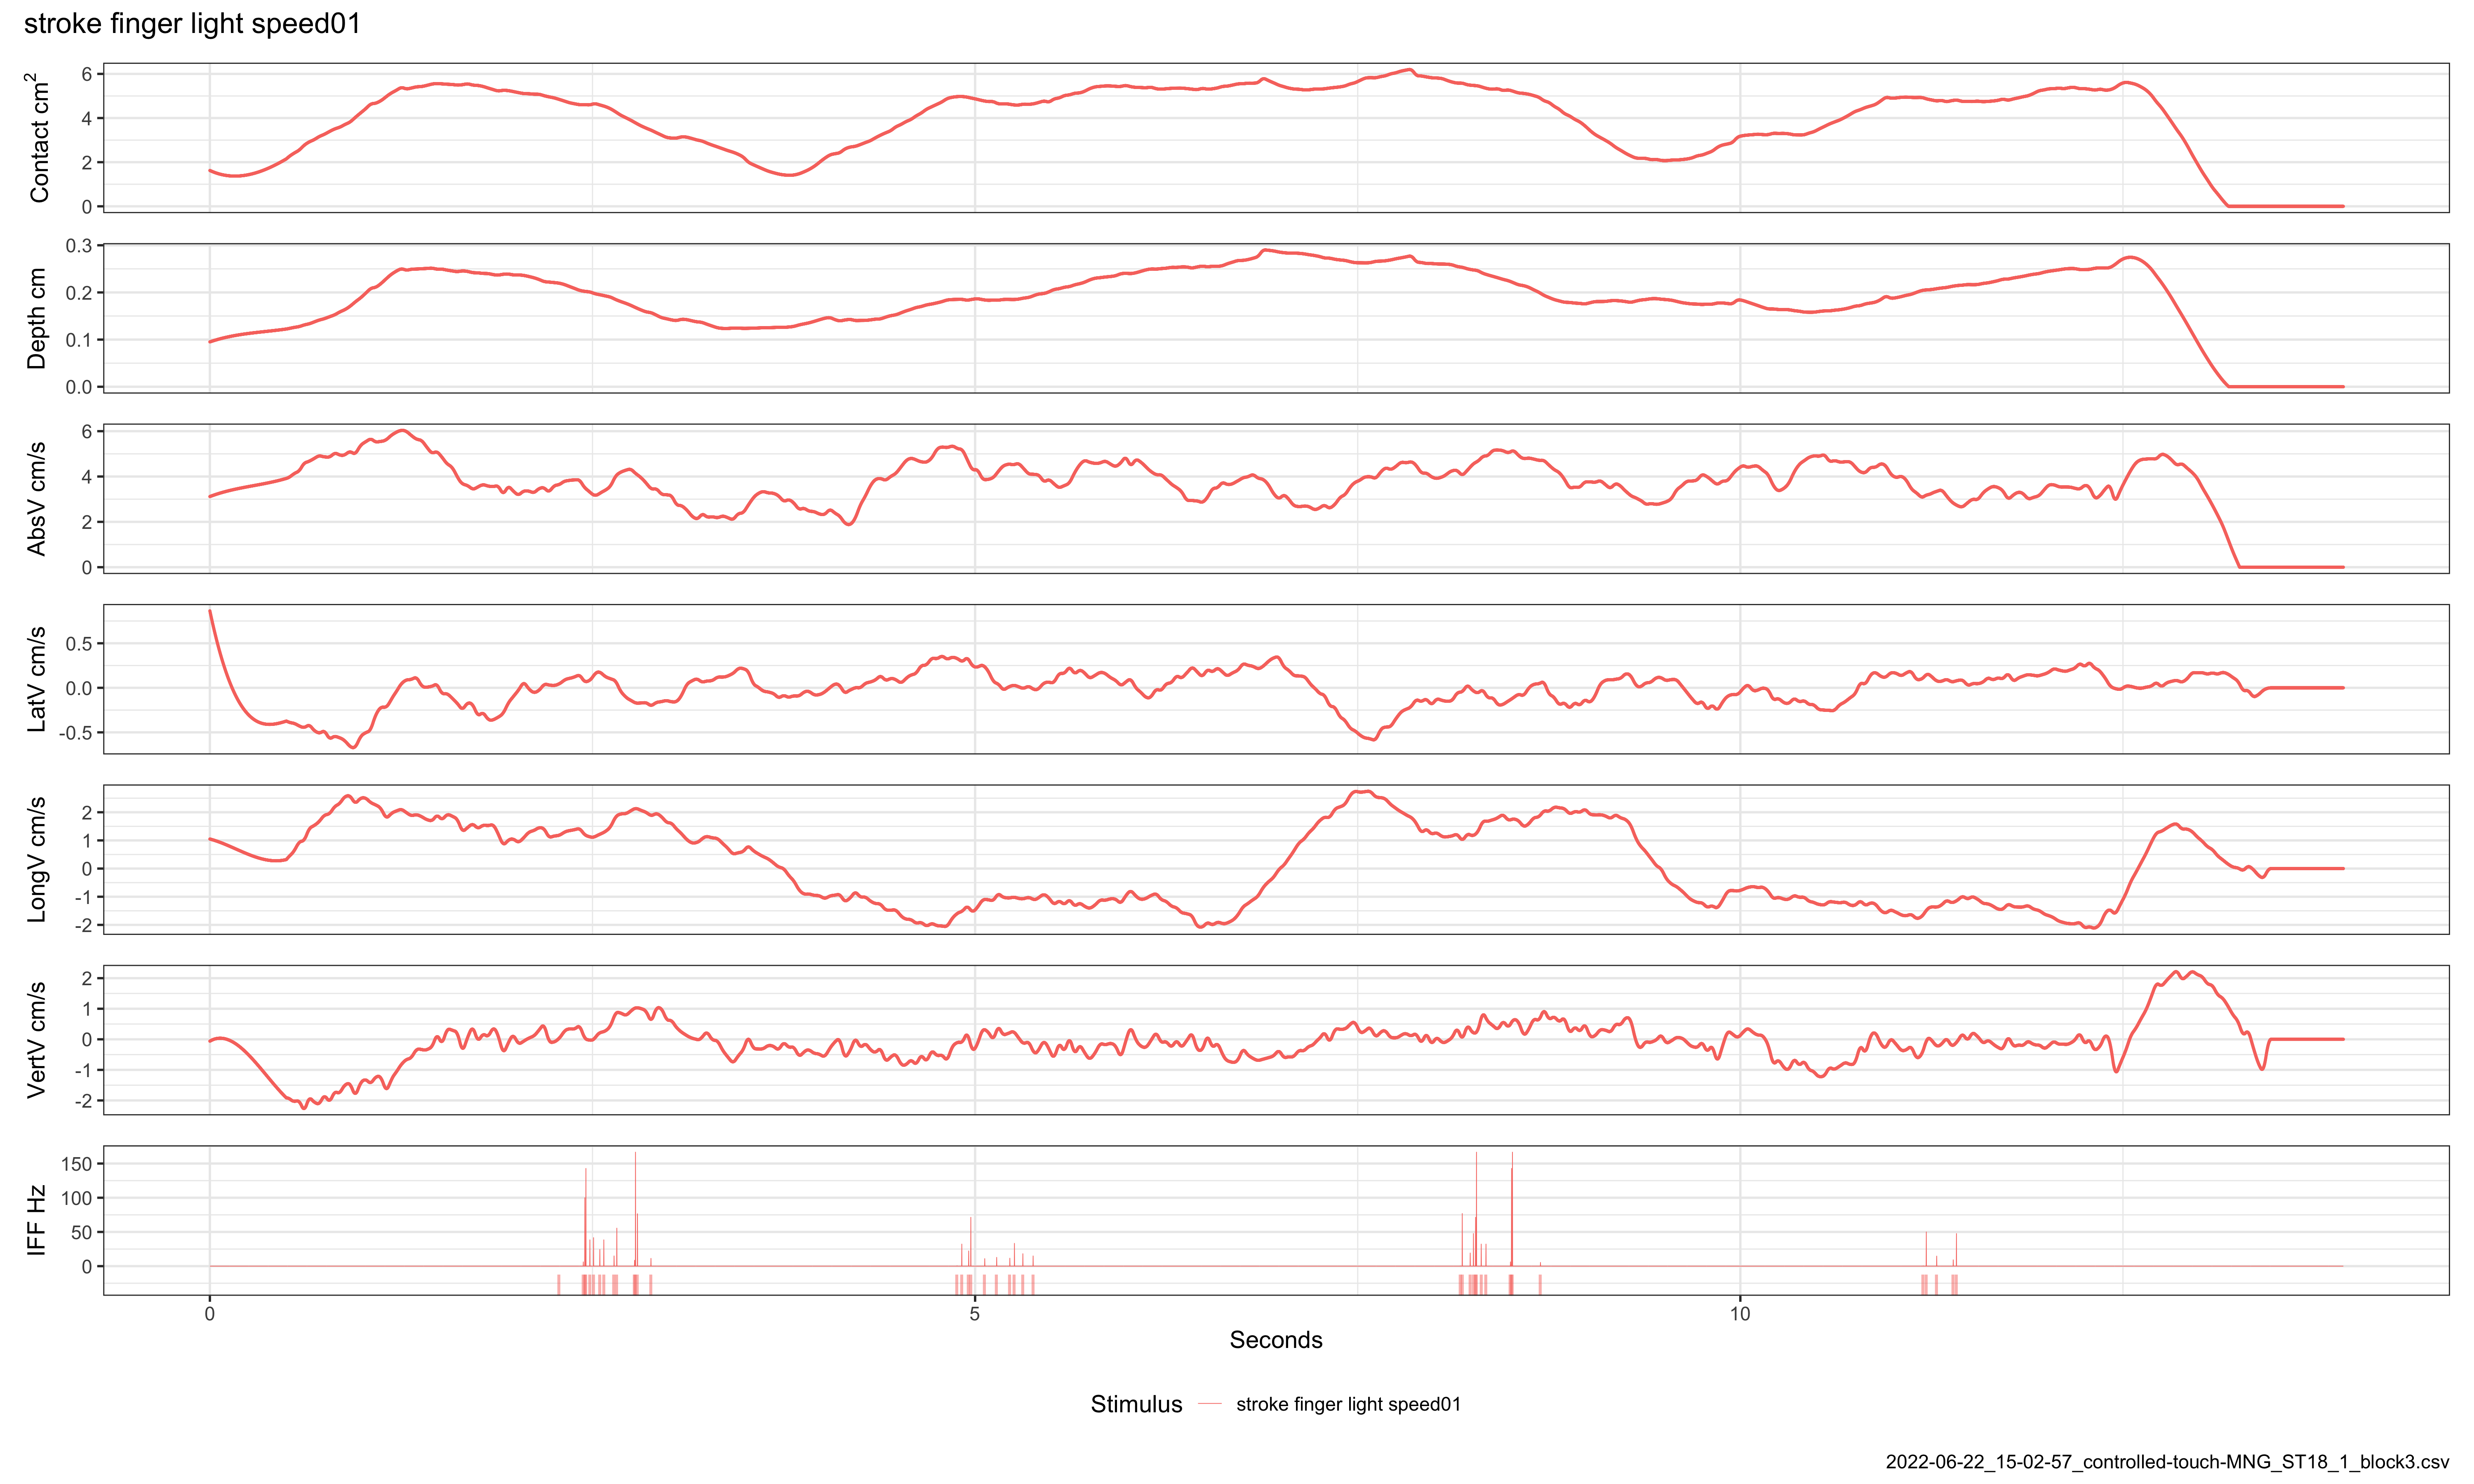 stroke finger light speed01
Contact cm²
6
4
2
0
Depth cm
0.3
0.2
0.1
0.0
AbsV cm/s
6
4
2
0
LatV cm/s
0.5
0.0
-0.5
LongV cm/s
2
1
0
-1
-2
VertV cm/s
2
1
0
-1
-2
IFF Hz
150
100
50
0
0 5 10
Seconds
Stimulus stroke finger light speed01
2022-06-22_15-02-57_controlled-touch-MNG_ST18_1_block3.csv